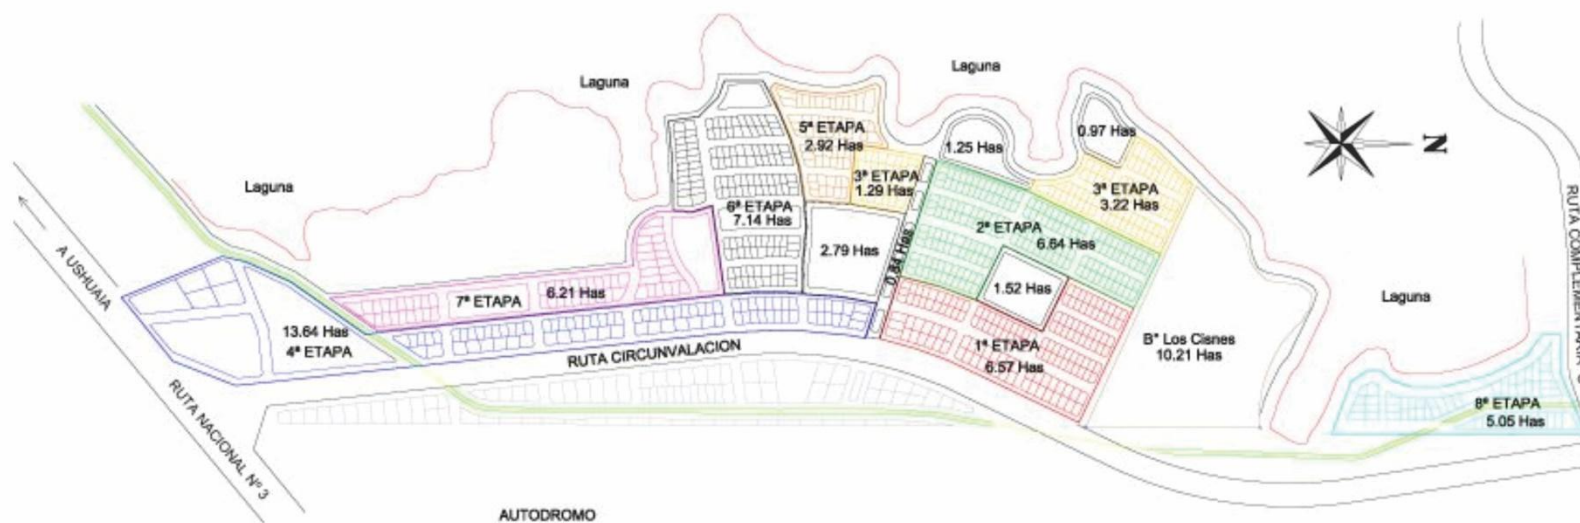 Laguna
Laguna
Laguna
5ª ETAPA
2.92 Has
1.25 Has
0.97 Has
N
3ª ETAPA
1.29 Has
3ª ETAPA
3.22 Has
6ª ETAPA
7.14 Has
2ª ETAPA
6.64 Has
2.79 Has
0.84 Has
1.52 Has
7ª ETAPA
6.21 Has
A USHUAIA
13.64 Has
4ª ETAPA
RUTA CIRCUNVALACION
1ª ETAPA
6.57 Has
B° Los Cisnes
10.21 Has
Laguna
RUTA COMPLEMENTARIA
8ª ETAPA
5.05 Has
RUTA NACIONAL Nº 3
AUTODROMO